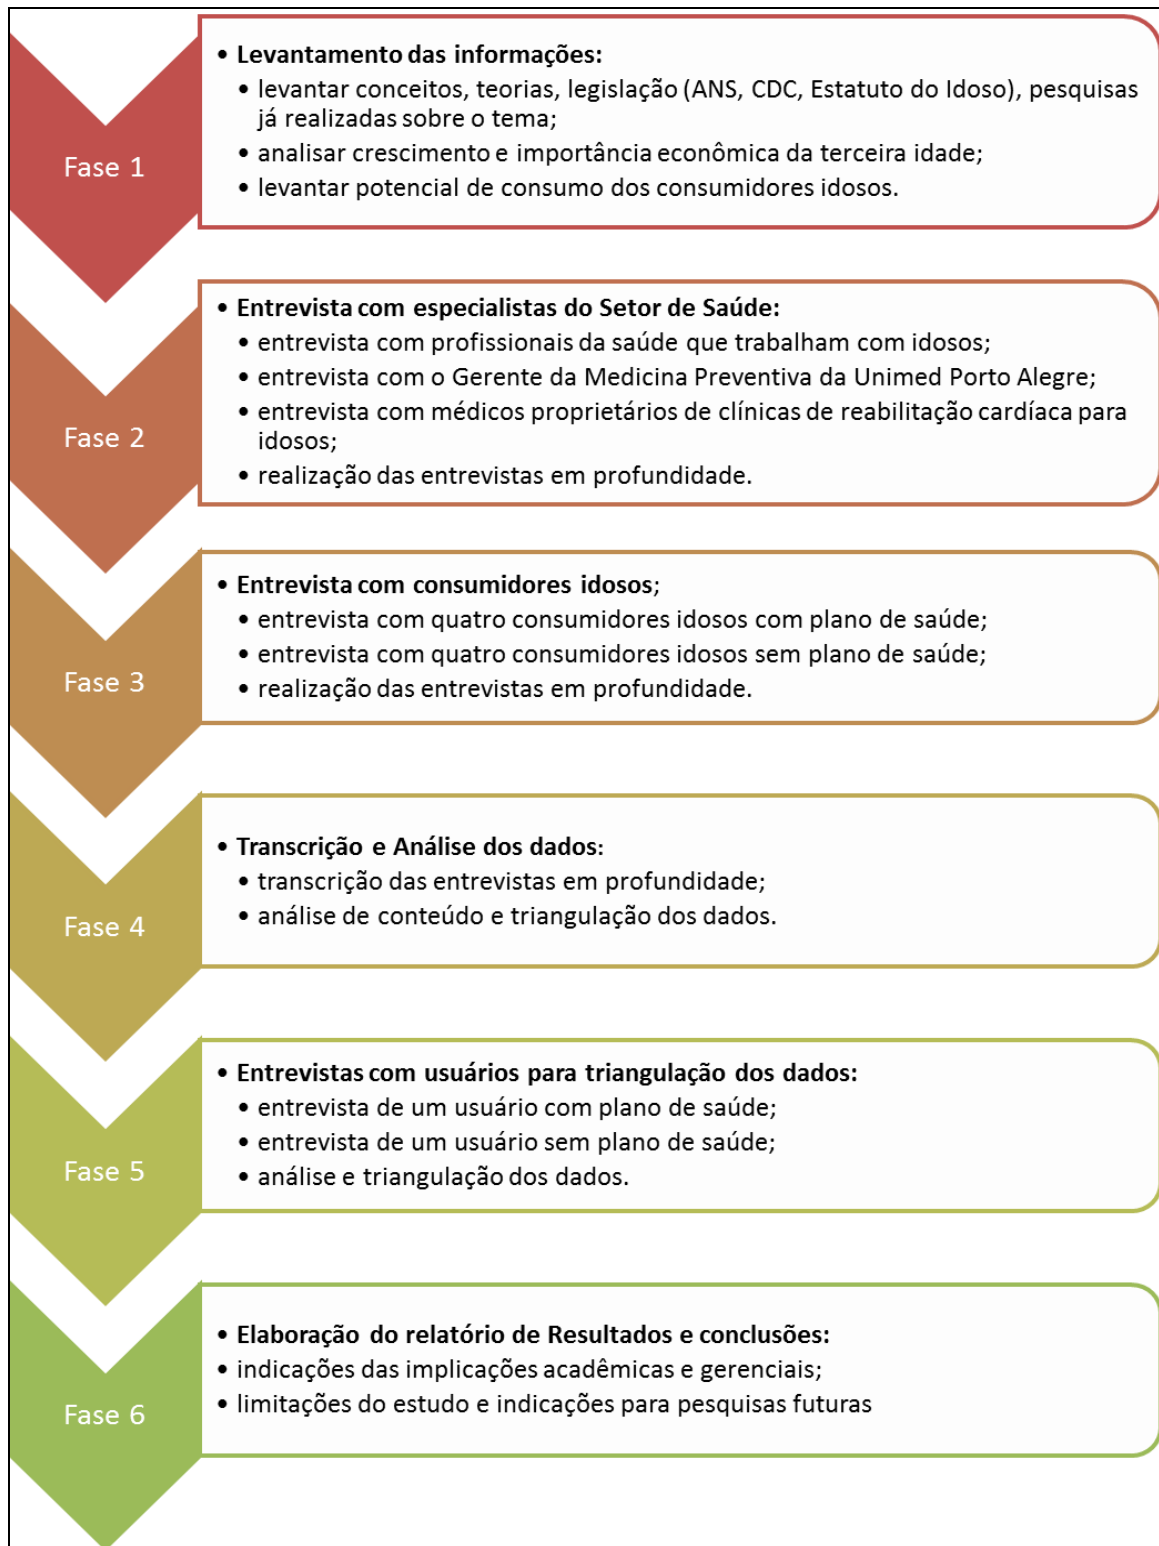 Fase 1
• Levantamento das informações:
• levantar conceitos, teorias, legislação (ANS, CDC, Estatuto do Idoso), pesquisas
já realizadas sobre o tema;
• analisar crescimento e importância econômica da terceira idade;
• levantar potencial de consumo dos consumidores idosos.
Fase 2
• Entrevista com especialistas do Setor de Saúde:
• entrevista com profissionais da saúde que trabalham com idosos;
• entrevista com o Gerente da Medicina Preventiva da Unimed Porto Alegre;
• entrevista com médicos proprietários de clínicas de reabilitação cardíaca para
idosos;
• realização das entrevistas em profundidade.
Fase 3
• Entrevista com consumidores idosos;
• entrevista com quatro consumidores idosos com plano de saúde;
• entrevista com quatro consumidores idosos sem plano de saúde;
• realização das entrevistas em profundidade.
Fase 4
• Transcrição e Análise dos dados:
• transcrição das entrevistas em profundidade;
• análise de conteúdo e triangulação dos dados.
Fase 5
• Entrevistas com usuários para triangulação dos dados:
• entrevista de um usuário com plano de saúde;
• entrevista de um usuário sem plano de saúde;
• análise e triangulação dos dados.
Fase 6
• Elaboração do relatório de Resultados e conclusões:
• indicações das implicações acadêmicas e gerenciais;
• limitações do estudo e indicações para pesquisas futuras